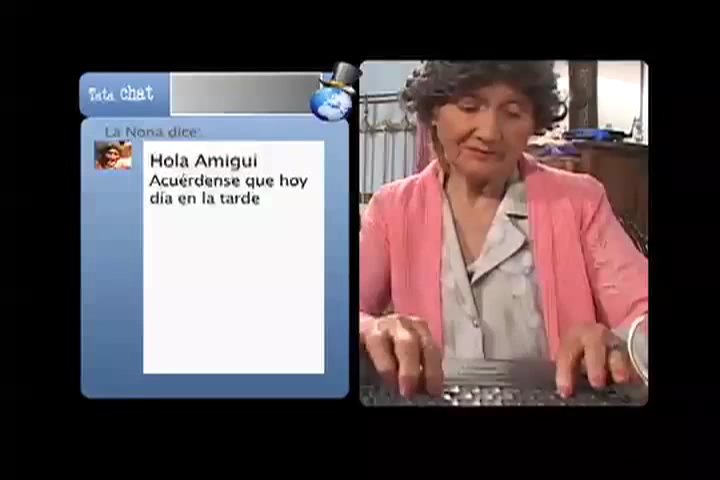 Tata chat
La Nona dice:
Hola Amigui
Acuérdense que hoy
día en la tarde